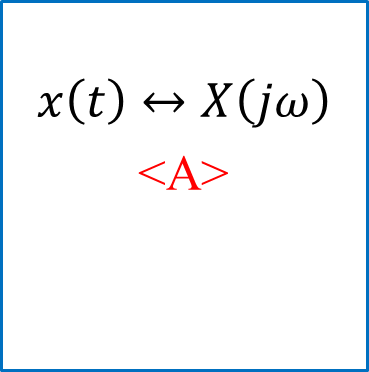 x(t) ↔ X(jω)
<A>